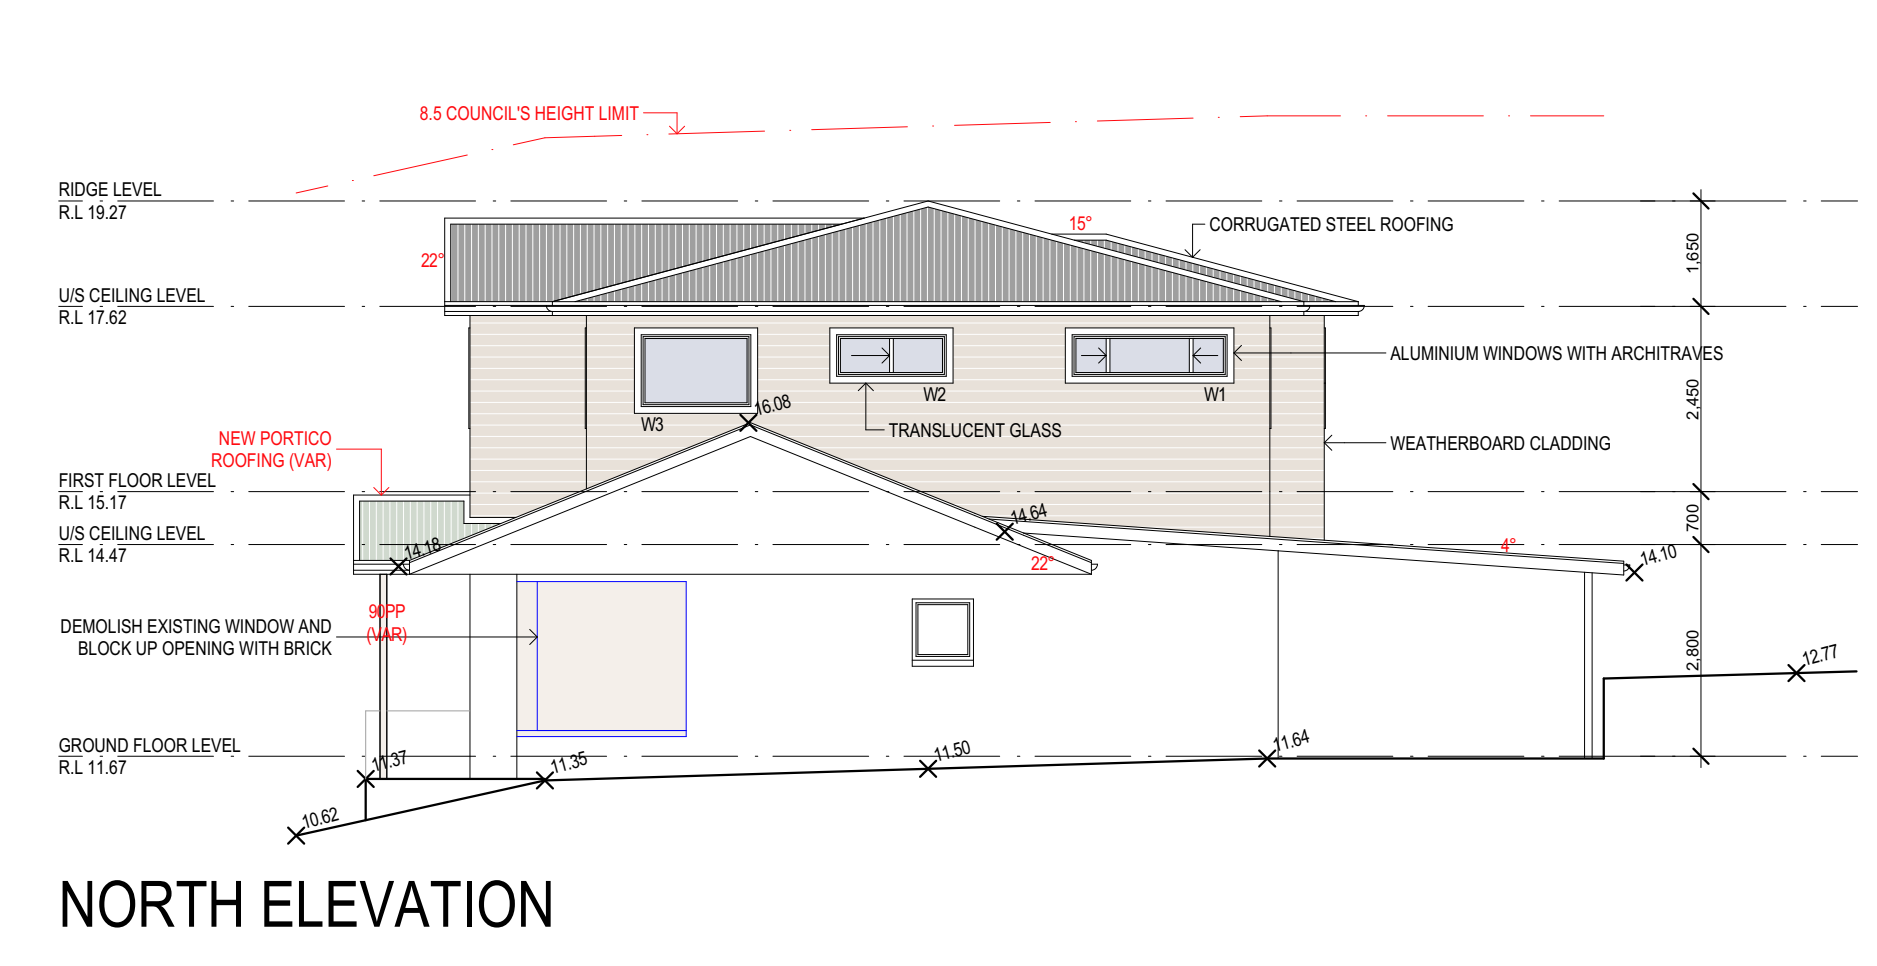 8.5 COUNCIL'S HEIGHT LIMIT
RIDGE LEVEL
R.L 19.27
15°
CORRUGATED STEEL ROOFING
22°
1,650
U/S CEILING LEVEL
R.L 17.62
ALUMINIUM WINDOWS WITH ARCHITRAVES
W2
W1
2,450
16.08
W3
TRANSLUCENT GLASS
NEW PORTICO
ROOFING (VAR)
WEATHERBOARD CLADDING
FIRST FLOOR LEVEL
R.L 15.17
14.64
700
U/S CEILING LEVEL
R.L 14.47
14.18
4°
14.10
22°
90PP
(VAR)
DEMOLISH EXISTING WINDOW AND
BLOCK UP OPENING WITH BRICK
2,800
12.77
GROUND FLOOR LEVEL
R.L 11.67
11.37
11.35
11.50
11.64
10.62
NORTH ELEVATION